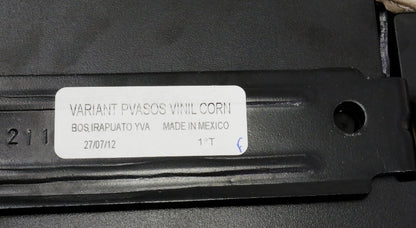 VARIANT PVASOS VINIL CORN
BOS.IRAPUATO YVA MADE IN MEXICO
27/07/12 1°T
211